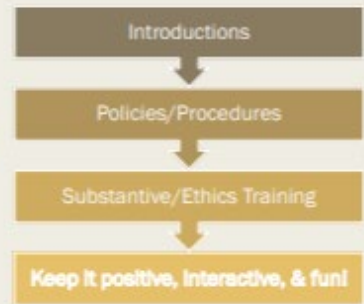 Introductions
Policies/Procedures
Substantive/Ethics Training
Keep it positive, interactive, & fun!